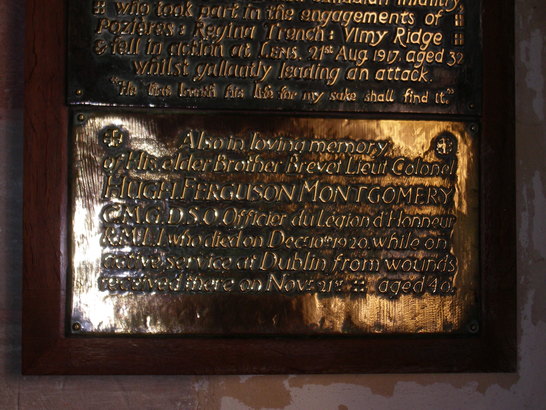 Canadian Infantry,
who took part in the engagements of
Pozières: Regina Trench: Vimy Ridge
& fell in action at Lens. 21st Aug 1917. aged 32
whilst gallantly leading an attack.
"He that loseth his life for my sake shall find it."
Also in loving memory
of His elder Brother Brevet Lieut Colonel
HUGH FERGUSON MONTGOMERY
C.M.G. D.S.O. Officier du Légion d'Honneur
R.M.L.I. who died on Dec: 10th 1920, while on
active service at Dublin from wounds
received there on Nov: 21st aged 40.